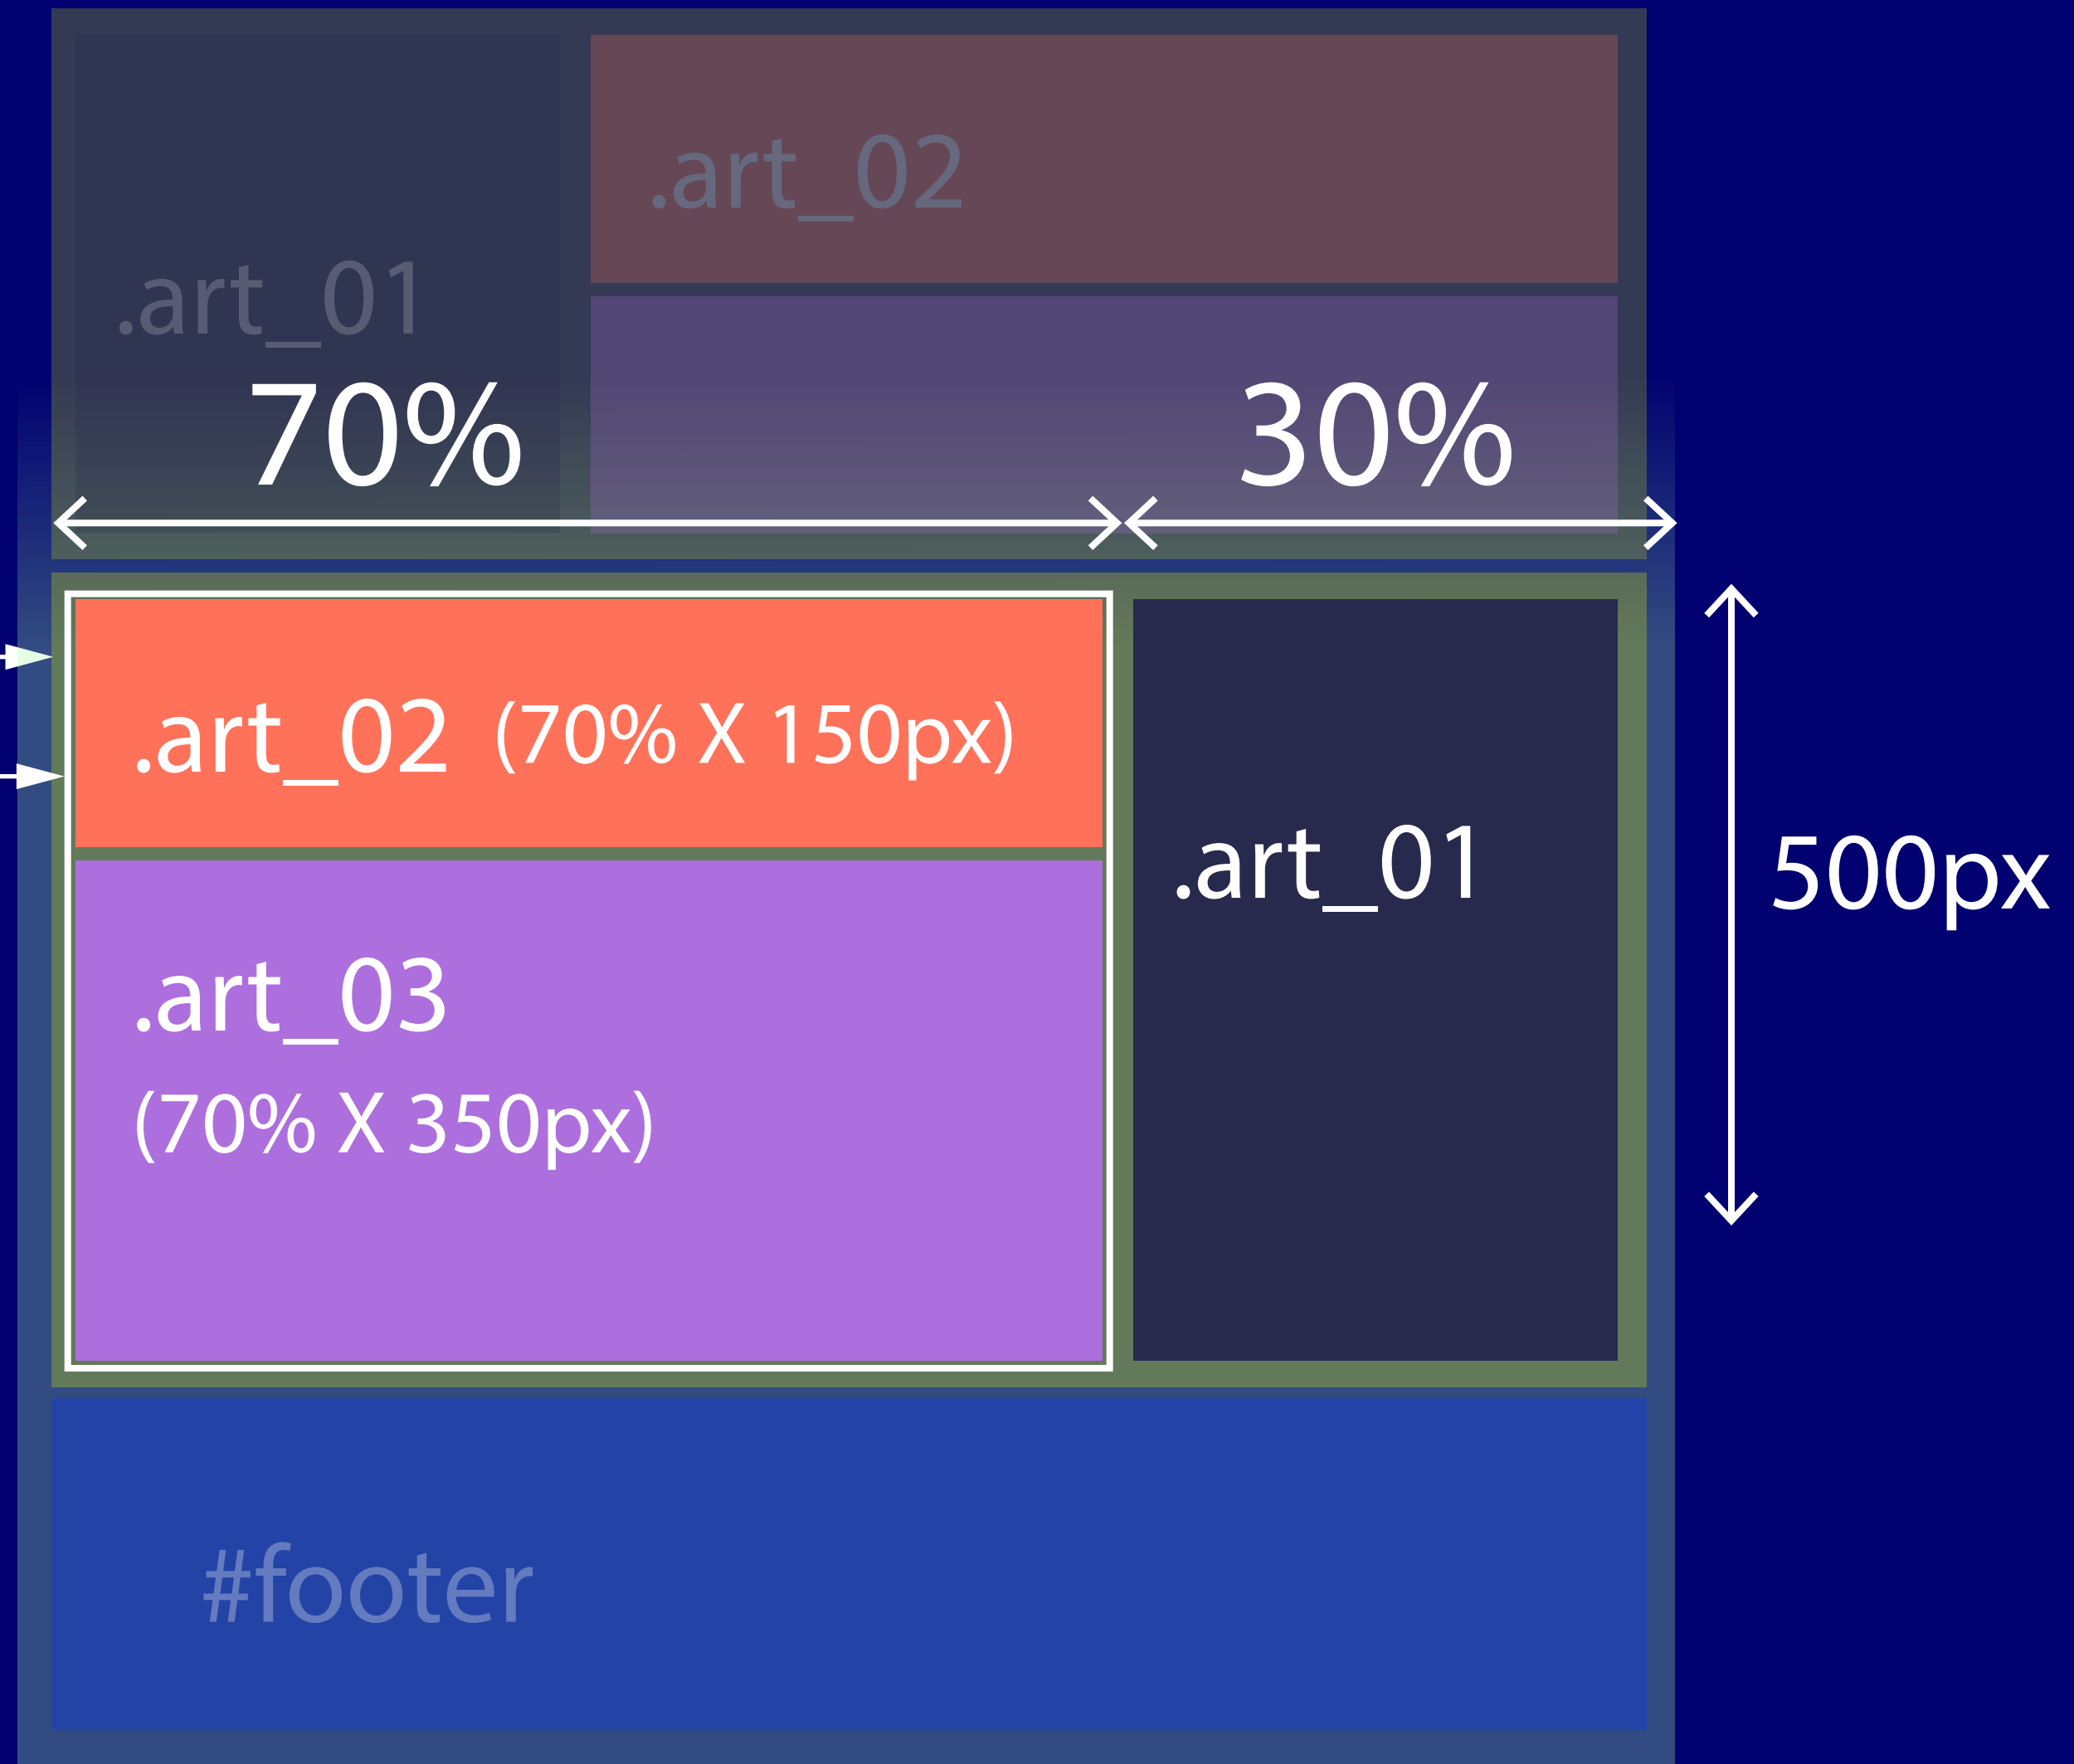 .art_02
.art_01
70%
30%
.art_02 (70% X 150px)
.art_01
500px
.art_03
(70% X 350px)
#footer